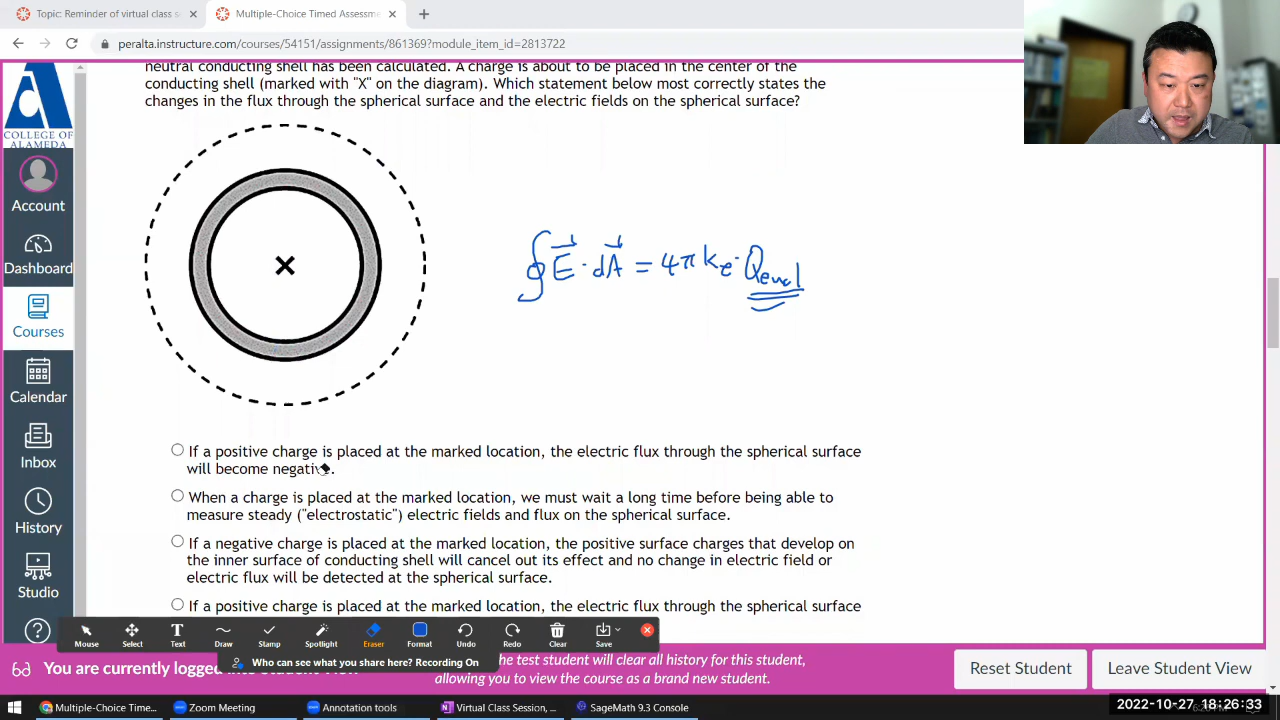 Topic: Reminder of virtual class s
Multiple-Choice Timed Assessme
peralta.instructure.com/courses/54151/assignments/861369?module_item_id=2813722
neutral conducting shell has been calculated. A charge is about to be placed in the center of the
conducting shell (marked with "X" on the diagram). Which statement below most correctly states the
changes in the flux through the spherical surface and the electric fields on the spherical surface?
COLLEGE OF
ALAMEDA
Account
Dashboard
Courses
Calendar
Inbox
History
Studio
∮E⃗·dA⃗ = 4πkₑ·Qencl
If a positive charge is placed at the marked location, the electric flux through the spherical surface
will become negative.
When a charge is placed at the marked location, we must wait a long time before being able to
measure steady ("electrostatic") electric fields and flux on the spherical surface.
If a negative charge is placed at the marked location, the positive surface charges that develop on
the inner surface of conducting shell will cancel out its effect and no change in electric field or
electric flux will be detected at the spherical surface.
If a positive charge is placed at the marked location, the electric flux through the spherical surface
Mouse
Select
Text
Draw
Stamp
Spotlight
Eraser
Format
Undo
Redo
Clear
Save
Who can see what you share here? Recording On
You are currently logged
the test student will clear all history for this student,
allowing you to view the course as a brand new student.
Reset Student
Leave Student View
Multiple-Choice Time...
Zoom Meeting
Annotation tools
Virtual Class Session, ...
SageMath 9.3 Console
2022-10-27 18:26:33